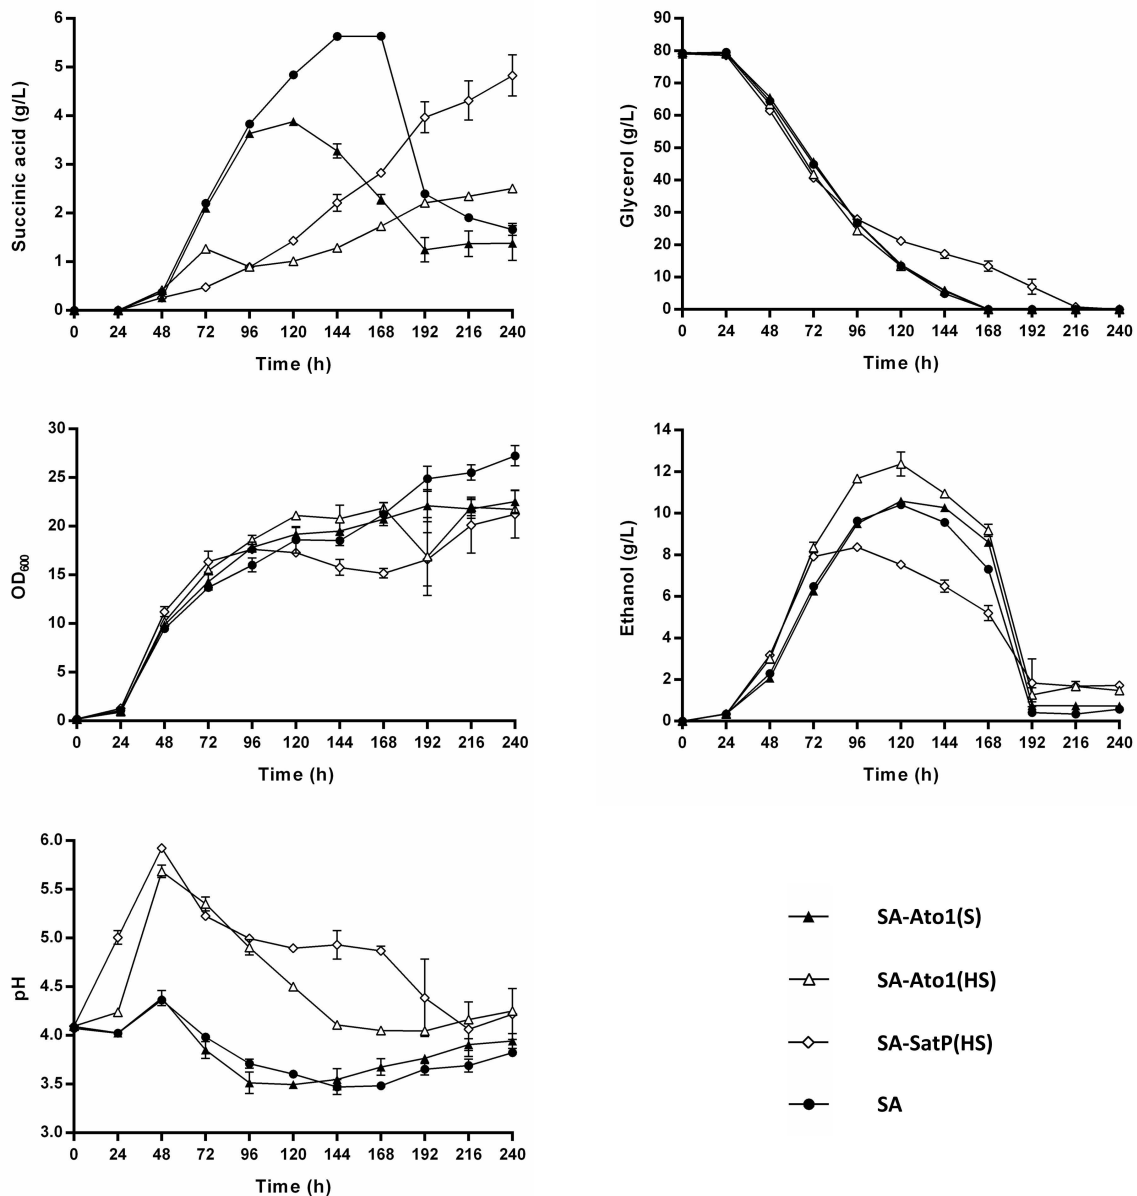 Succinic acid (g/L)
6
5
4
3
2
1
0
0 24 48 72 96 120 144 168 192 216 240
Time (h)
Glycerol (g/L)
90
80
70
60
50
40
30
20
10
0
0 24 48 72 96 120 144 168 192 216 240
Time (h)
OD600
30
25
20
15
10
5
0
0 24 48 72 96 120 144 168 192 216 240
Time (h)
Ethanol (g/L)
14
12
10
8
6
4
2
0
0 24 48 72 96 120 144 168 192 216 240
Time (h)
pH
6.0
5.5
5.0
4.5
4.0
3.5
3.0
0 24 48 72 96 120 144 168 192 216 240
Time (h)
SA-Ato1(S)
SA-Ato1(HS)
SA-SatP(HS)
SA